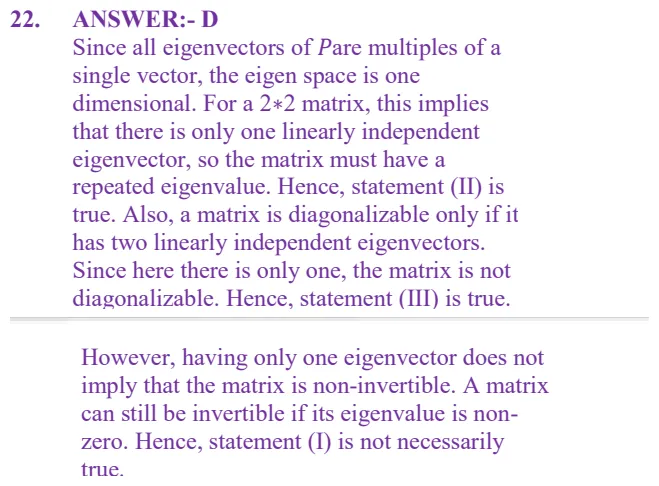 22. ANSWER:- D
Since all eigenvectors of Pare multiples of a
single vector, the eigen space is one
dimensional. For a 2*2 matrix, this implies
that there is only one linearly independent
eigenvector, so the matrix must have a
repeated eigenvalue. Hence, statement (II) is
true. Also, a matrix is diagonalizable only if it
has two linearly independent eigenvectors.
Since here there is only one, the matrix is not
diagonalizable. Hence, statement (III) is true.
However, having only one eigenvector does not
imply that the matrix is non-invertible. A matrix
can still be invertible if its eigenvalue is non-
zero. Hence, statement (I) is not necessarily
true.